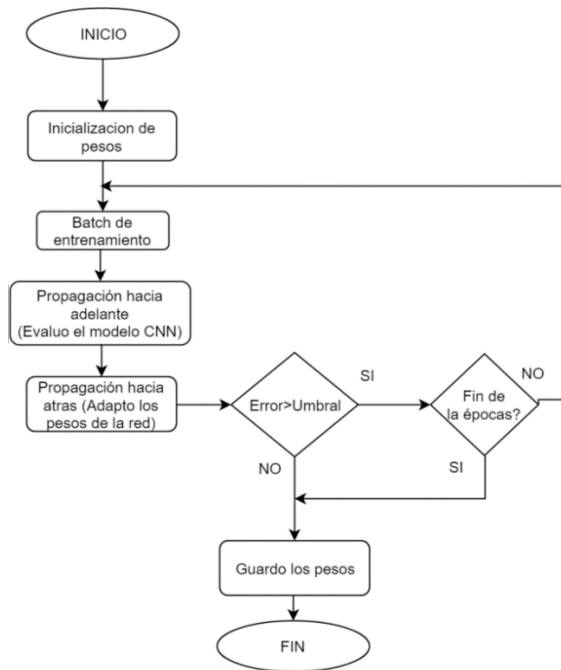 INICIO
Inicializacion de
pesos
Batch de
entrenamiento
Propagación hacia
adelante
(Evaluo el modelo CNN)
Propagación hacia
atras (Adapto los
pesos de la red)
Error>Umbral
SI
NO
Fin de
la épocas?
NO
SI
Guardo los pesos
FIN